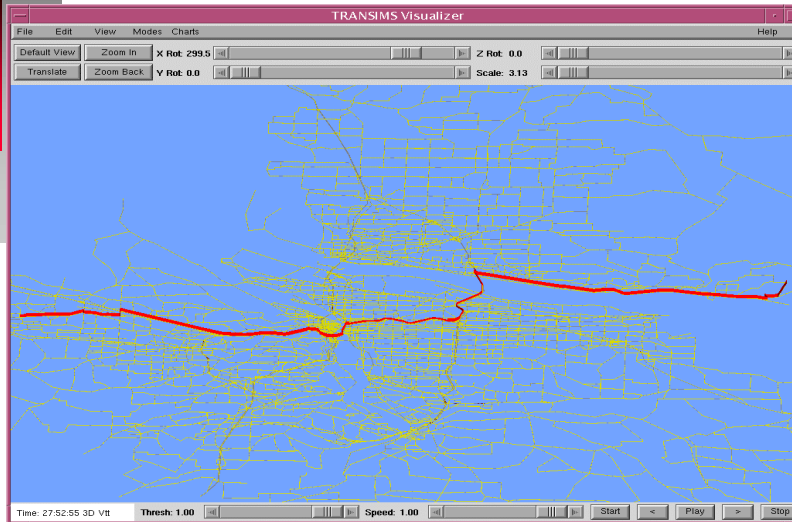 TRANSIMS Visualizer
File Edit View Modes Charts Help
Default View Zoom In X Rot: 299.5 Z Rot: 0.0
Translate Zoom Back Y Rot: 0.0 Scale: 3.13
Time: 27:52:55 3D Vtt Thresh: 1.00 Speed: 1.00 Start < Play > Stop